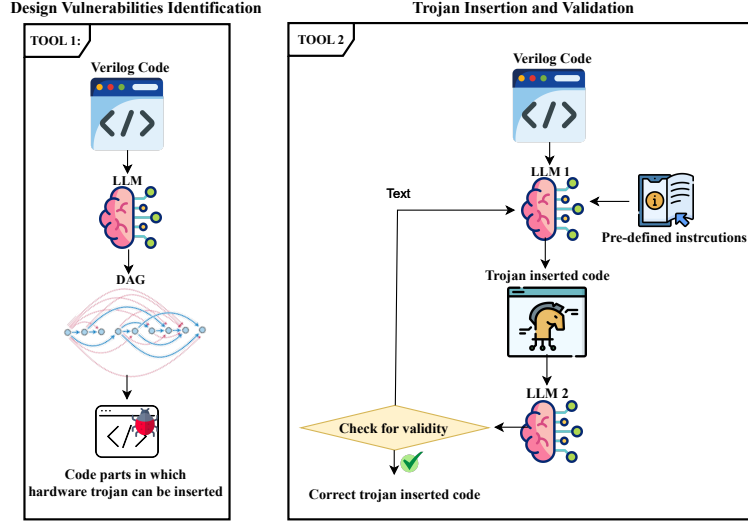 Design Vulnerabilities Identification
TOOL 1:
Verilog Code
</>
LLM
DAG
</>
Code parts in which
hardware trojan can be inserted
Trojan Insertion and Validation
TOOL 2
Verilog Code
</>
LLM 1
Text
i
Pre-defined instrcutions
Trojan inserted code
LLM 2
Check for validity
Correct trojan inserted code